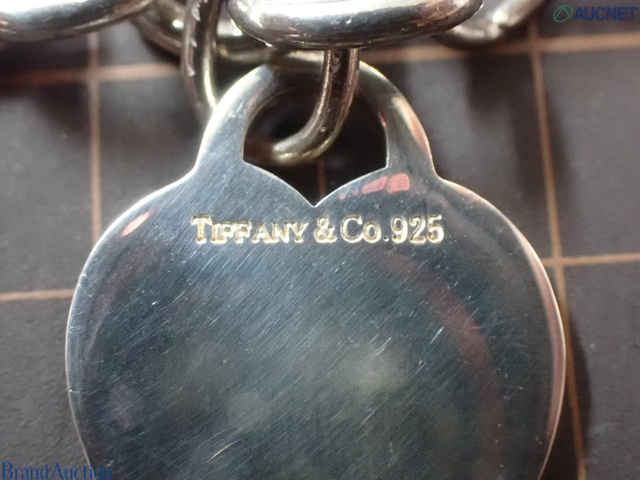 AUCNET
TIFFANY & CO. 925
Brand Auction